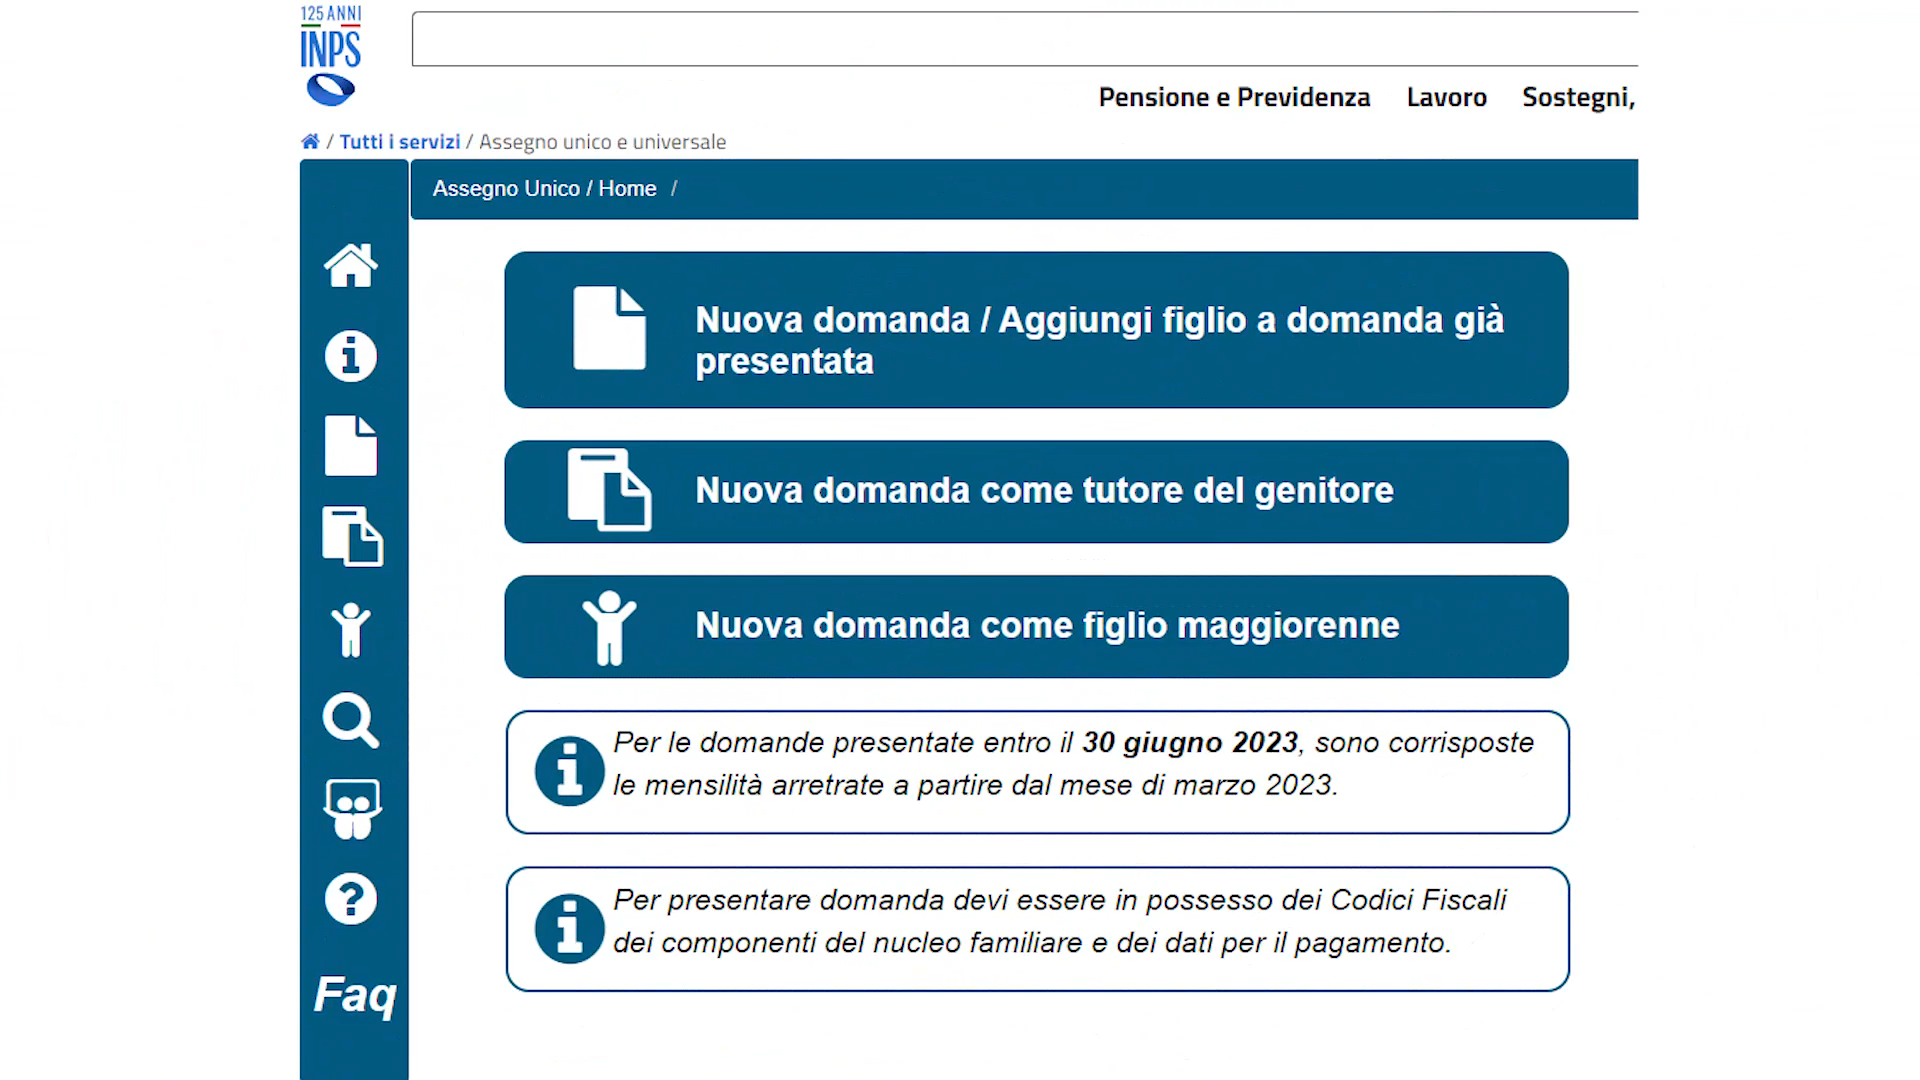 125 ANNI
INPS
Pensione e Previdenza Lavoro Sostegni,
/ Tutti i servizi / Assegno unico e universale
Assegno Unico / Home /
Nuova domanda / Aggiungi figlio a domanda già
presentata
Nuova domanda come tutore del genitore
Nuova domanda come figlio maggiorenne
Per le domande presentate entro il 30 giugno 2023, sono corrisposte
le mensilità arretrate a partire dal mese di marzo 2023.
Per presentare domanda devi essere in possesso dei Codici Fiscali
dei componenti del nucleo familiare e dei dati per il pagamento.
Faq